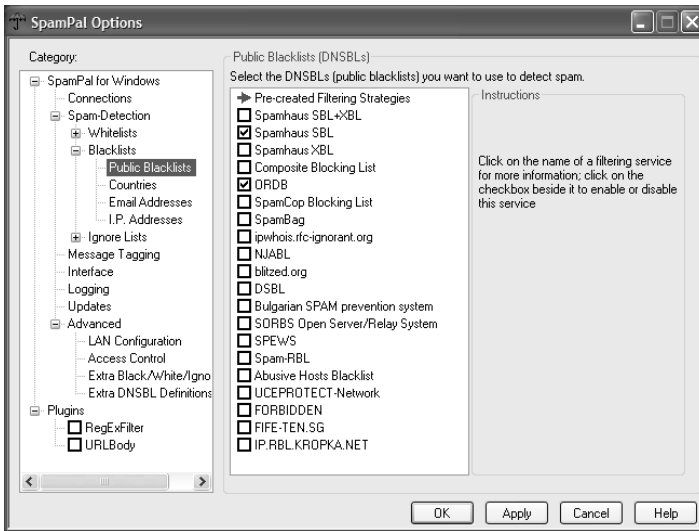 SpamPal Options
Category:
SpamPal for Windows
Connections
Spam-Detection
Whitelists
Blacklists
Public Blacklists
Countries
Email Addresses
I.P. Addresses
Ignore Lists
Message Tagging
Interface
Logging
Updates
Advanced
LAN Configuration
Access Control
Extra Black/White/Igno
Extra DNSBL Definitions
Plugins
RegExFilter
URLBody
Public Blacklists (DNSBLs)
Select the DNSBLs (public blacklists) you want to use to detect spam.
Pre-created Filtering Strategies
Spamhaus SBL+XBL
Spamhaus SBL
Spamhaus XBL
Composite Blocking List
ORDB
SpamCop Blocking List
SpamBag
ipwhois.rfc-ignorant.org
NJABL
blitzed.org
DSBL
Bulgarian SPAM prevention system
SORBS Open Server/Relay System
SPEWS
Spam-RBL
Abusive Hosts Blacklist
UCEPROTECT-Network
FORBIDDEN
FIFE-TEN.SG
IP.RBL.KROPKA.NET
Instructions
Click on the name of a filtering service
for more information; click on the
checkbox beside it to enable or disable
this service
OK
Apply
Cancel
Help